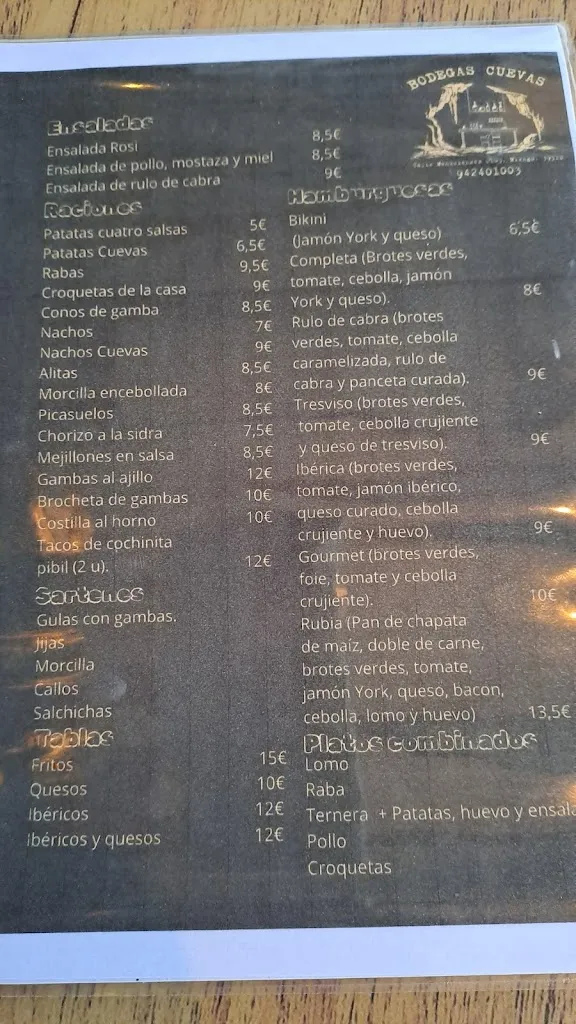 BODEGAS CUEVAS
942401003
Ensaladas
Ensalada Rosi 8,5€
Ensalada de pollo, mostaza y miel 8,5€
Ensalada de rulo de cabra 9€
Raciones
Patatas cuatro salsas 5€
Patatas Cuevas 6,5€
Rabas 9,5€
Croquetas de la casa 9€
Conos de gamba 8,5€
Nachos 7€
Nachos Cuevas 9€
Alitas 8,5€
Morcilla encebollada 8€
Picasuelos 8,5€
Chorizo a la sidra 7,5€
Mejillones en salsa 8,5€
Gambas al ajillo 12€
Brocheta de gambas 10€
Costilla al horno 10€
Tacos de cochinita
pibil (2 u). 12€
Sartenes
Gulas con gambas.
Jijas
Morcilla
Callos
Salchichas
Tablas
Fritos 15€
Quesos 10€
Ibéricos 12€
Ibéricos y quesos 12€
Hamburguesas
Bikini
(Jamón York y queso) 6,5€
Completa (Brotes verdes,
tomate, cebolla, jamón
York y queso). 8€
Rulo de cabra (brotes
verdes, tomate, cebolla
caramelizada, rulo de
cabra y panceta curada). 9€
Tresviso (brotes verdes,
tomate, cebolla crujiente
y queso de tresviso). 9€
Ibérica (brotes verdes,
tomate, jamón ibérico,
queso curado, cebolla
crujiente y huevo). 9€
Gourmet (brotes verdes,
foie, tomate y cebolla
crujiente). 10€
Rubia (Pan de chapata
de maíz, doble de carne,
brotes verdes, tomate,
jamón York, queso, bacon,
cebolla, lomo y huevo) 13,5€
Platos combinados
Lomo
Raba
Ternera + Patatas, huevo y ensala
Pollo
Croquetas